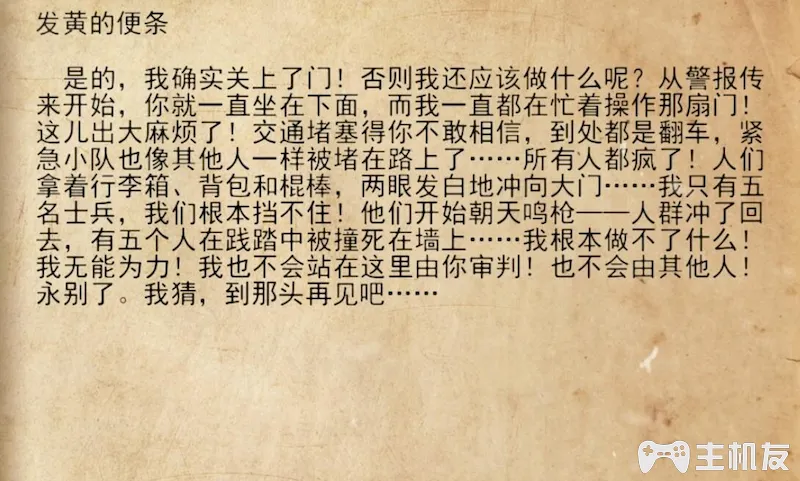 发黄的便条
是的，我确实关上了门！否则我还应该做什么呢？从警报传
来开始，你就一直坐在下面，而我一直都在忙着操作那扇门！
这儿出大麻烦了！交通堵塞得你不敢相信，到处都是翻车，紧
急小队也像其他人一样被堵在路上了……所有人都疯了！人们
拿着行李箱、背包和棍棒，两眼发白地冲向大门……我只有五
名士兵，我们根本挡不住！他们开始朝天鸣枪——人群冲了回
去，有五个人在践踏中被撞死在墙上……我根本做不了什么！
我无能为力！我也不会站在这里由你审判！也不会由其他人！
永别了。我猜，到那头再见吧……
主机友